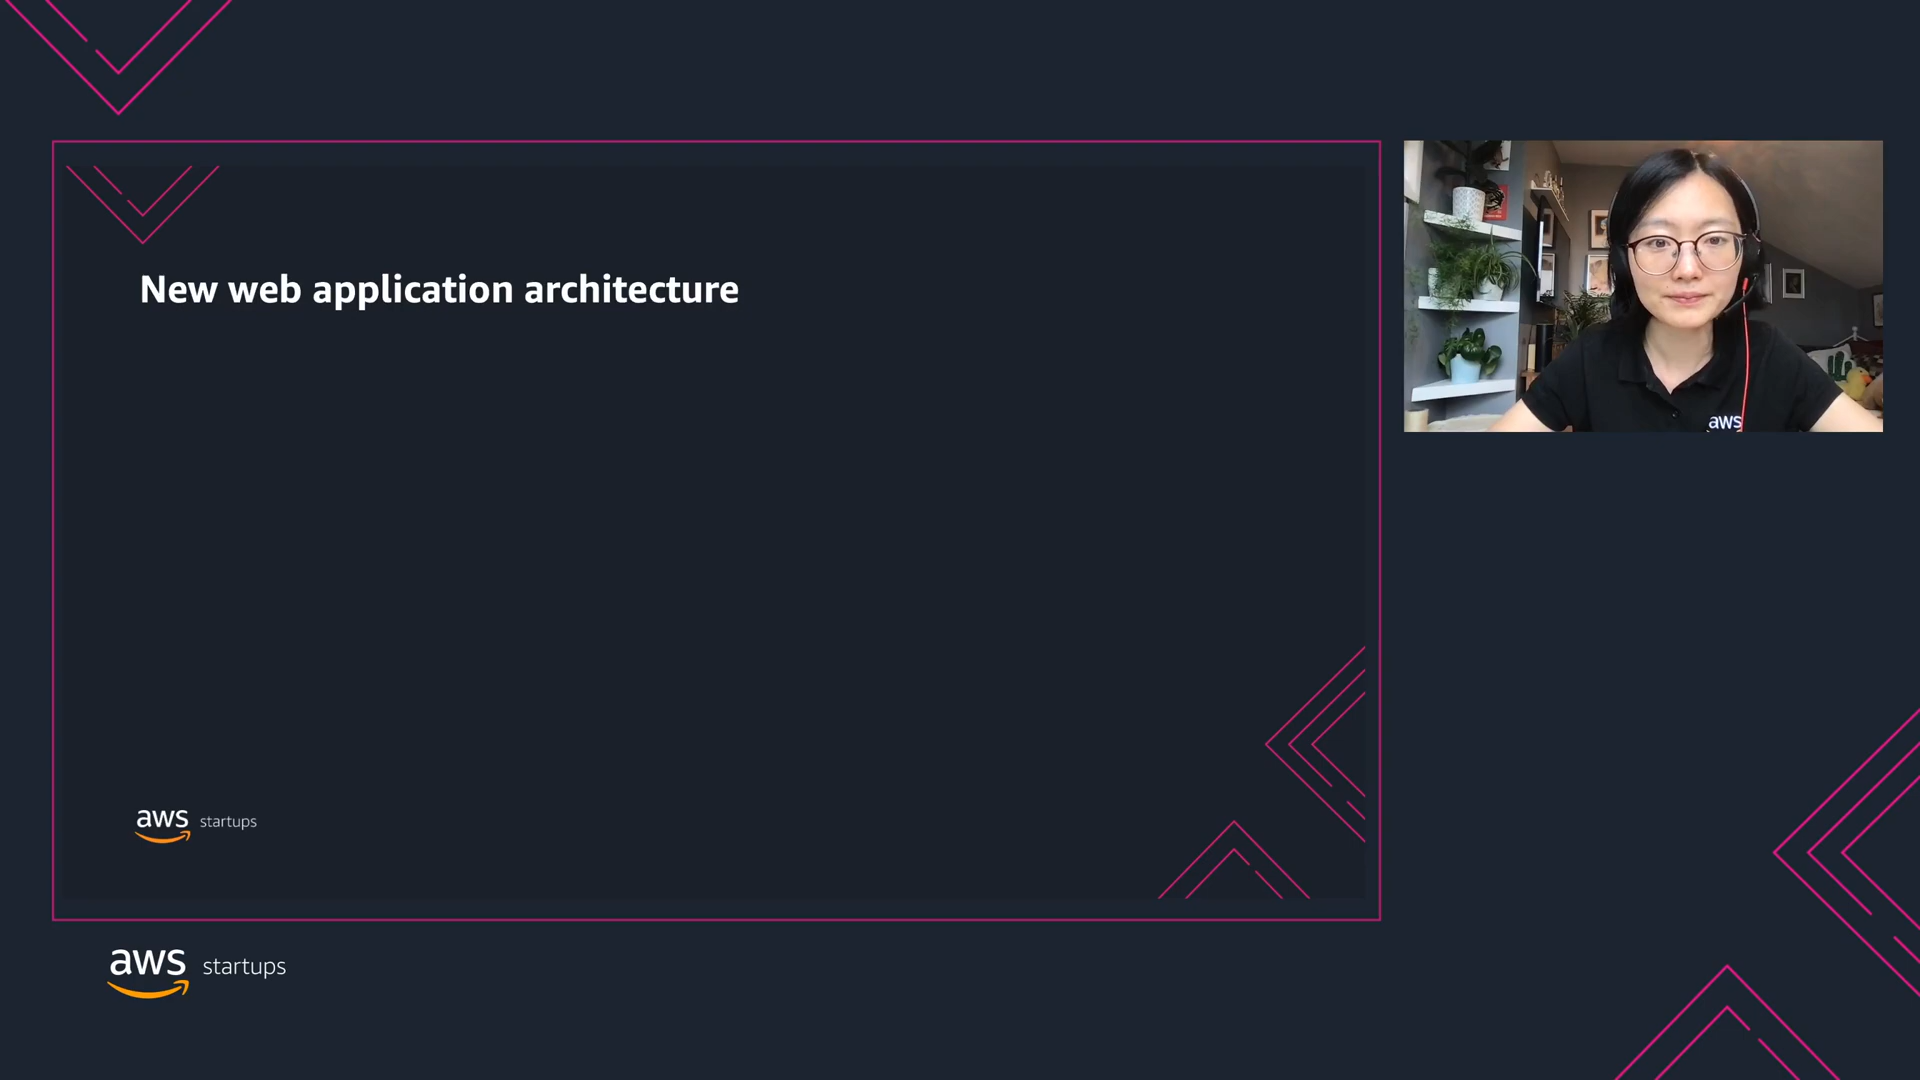 New web application architecture
aws startups
aws
aws startups